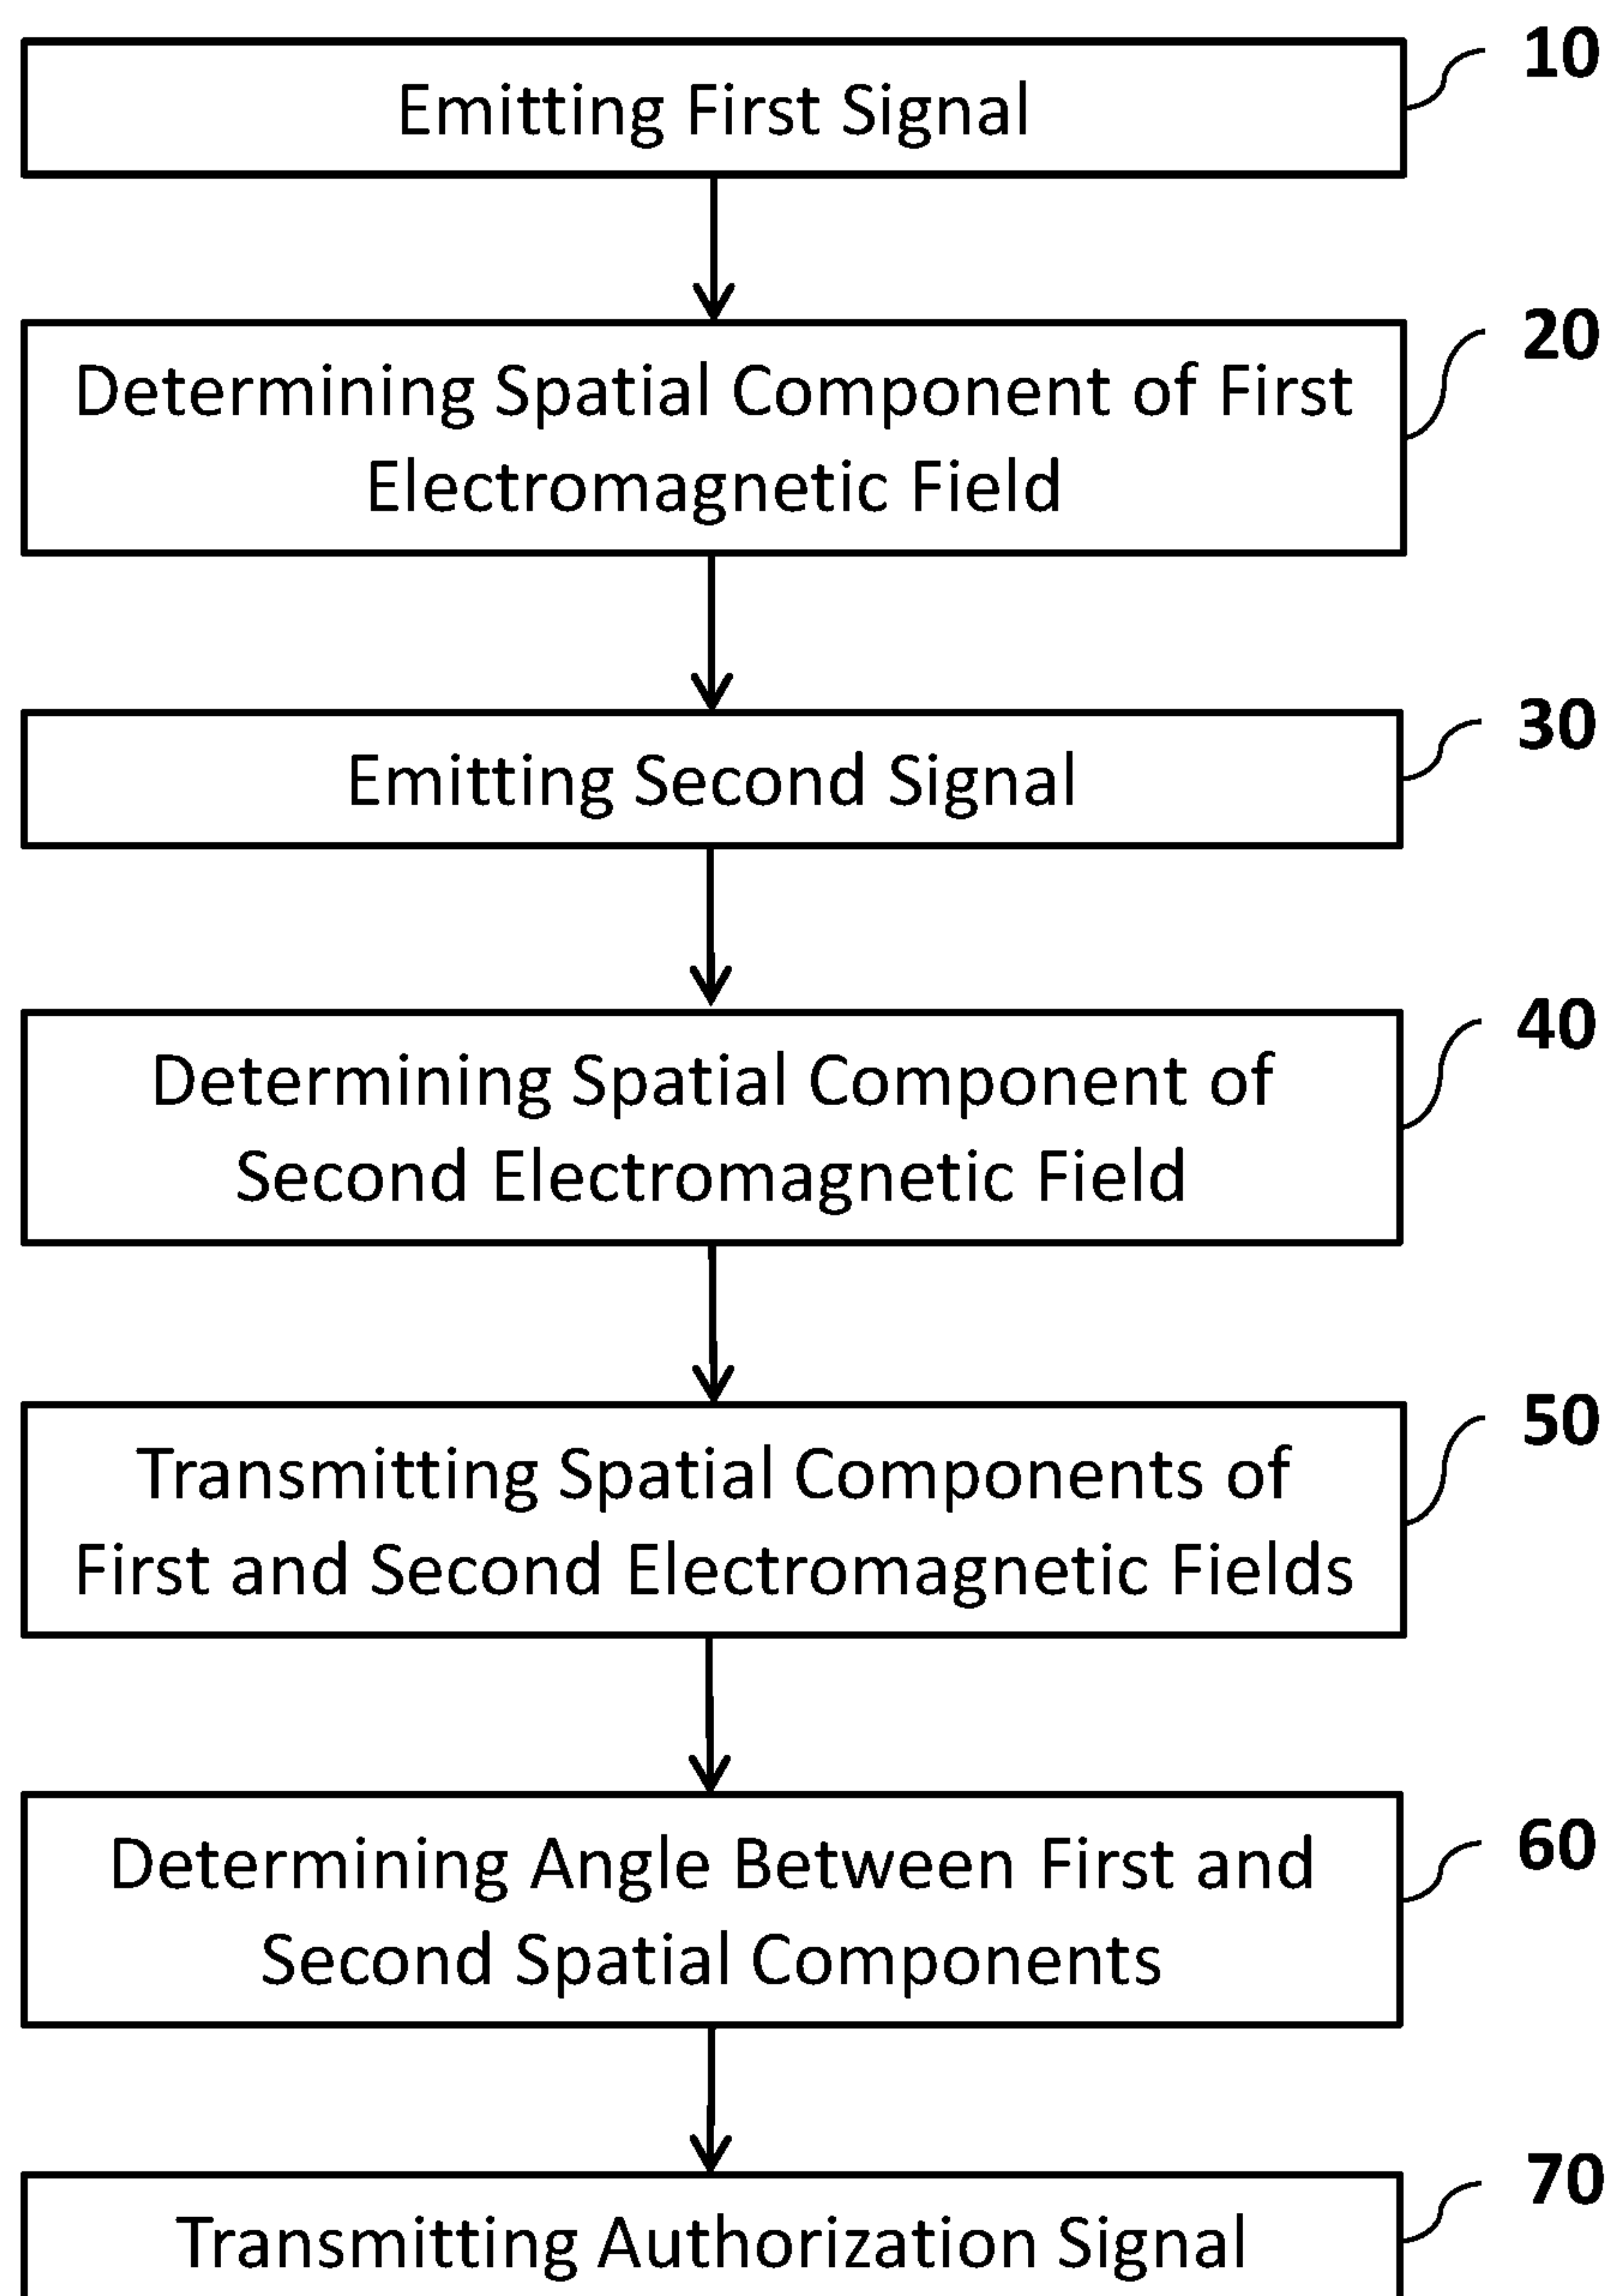 10
Emitting First Signal
20
Determining Spatial Component of First
Electromagnetic Field
30
Emitting Second Signal
40
Determining Spatial Component of
Second Electromagnetic Field
50
Transmitting Spatial Components of
First and Second Electromagnetic Fields
60
Determining Angle Between First and
Second Spatial Components
70
Transmitting Authorization Signal